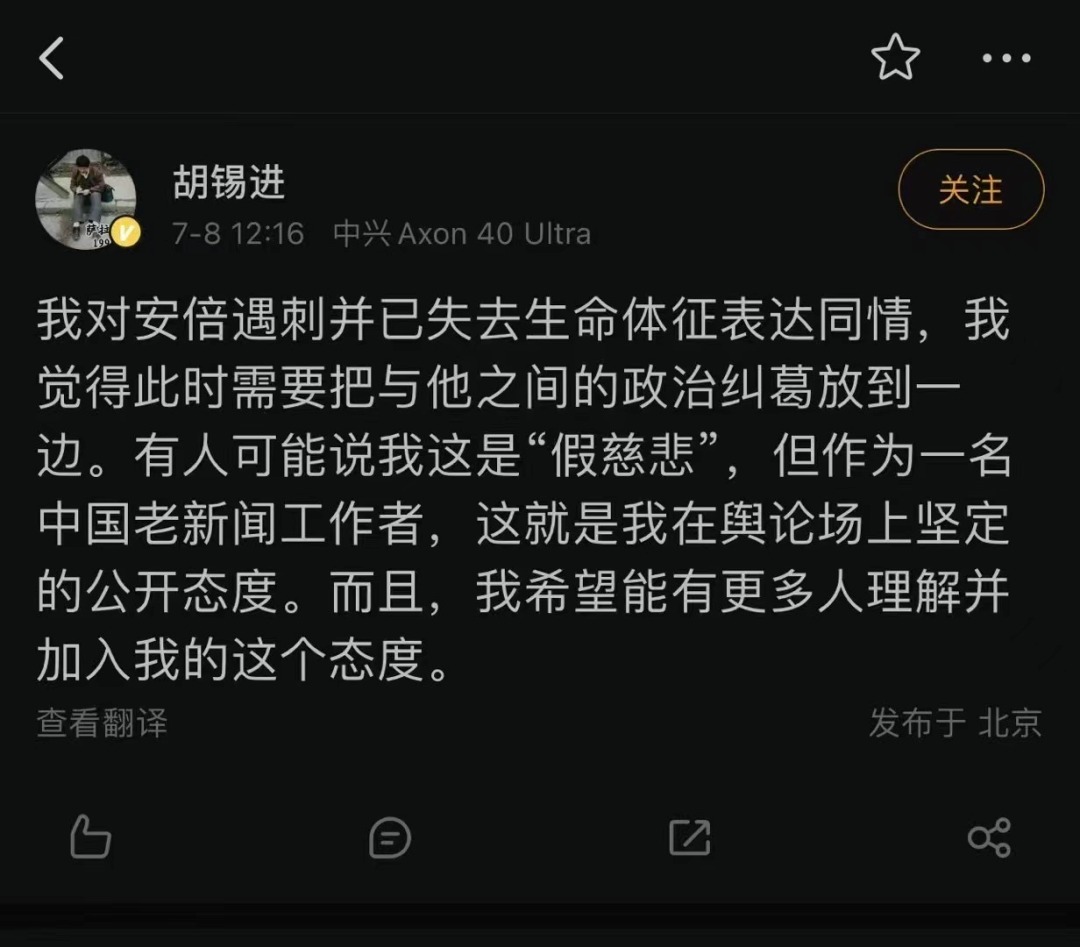 胡锡进
关注
7-8 12:16 中兴Axon 40 Ultra
我对安倍遇刺并已失去生命体征表达同情，我
觉得此时需要把与他之间的政治纠葛放到一
边。有人可能说我这是“假慈悲”，但作为一名
中国老新闻工作者，这就是我在舆论场上坚定
的公开态度。而且，我希望能有更多人理解并
加入我的这个态度。
查看翻译
发布于 北京